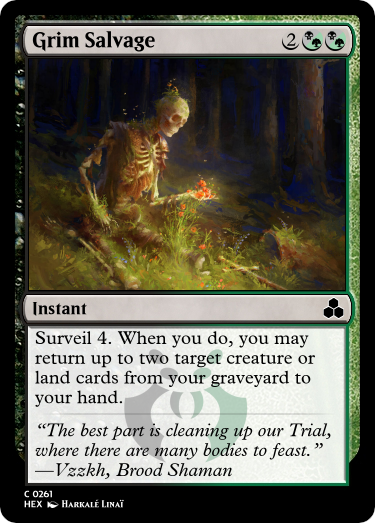 Grim Salvage 2
Instant
Surveil 4. When you do, you may
return up to two target creature or
land cards from your graveyard to
your hand.
“The best part is cleaning up our Trial,
where there are many bodies to feast.”
—Vzzkh, Brood Shaman
C 0261
HEX Harkalé Linaï